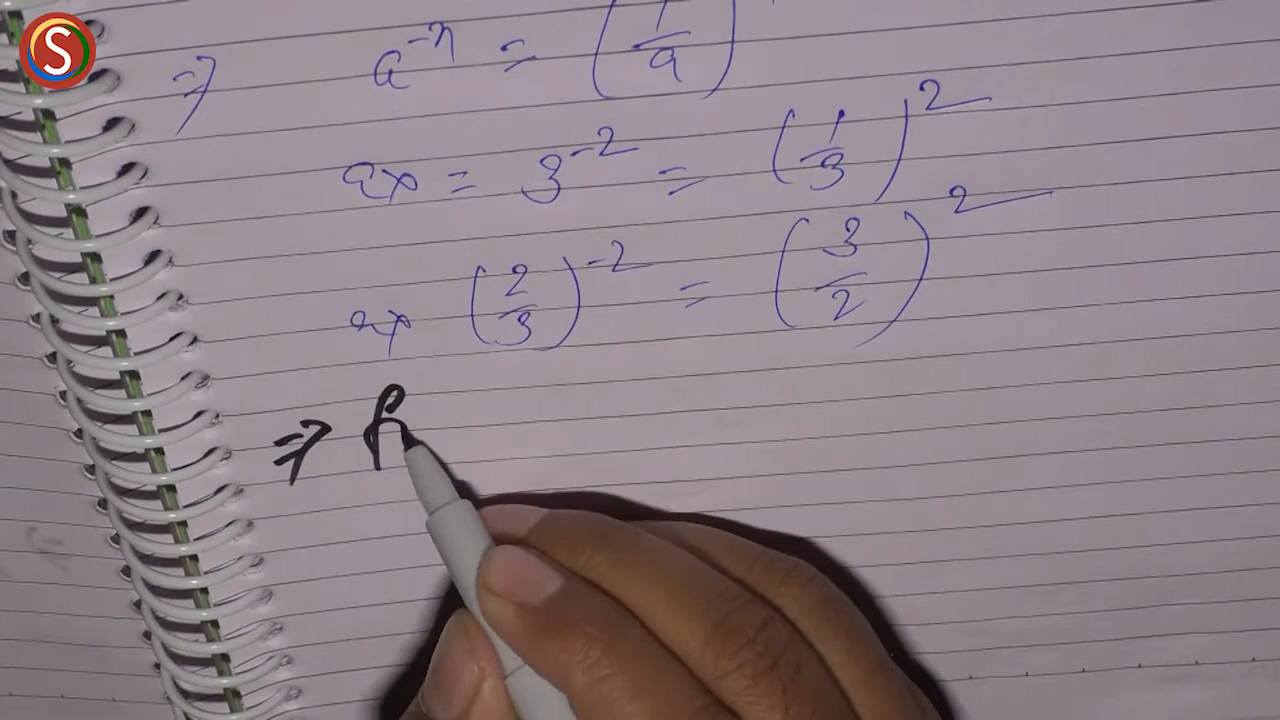 S
⇒ a⁻ⁿ = (1/a)
ex = 3⁻² = (1/3)²
ex (2/3)⁻² = (3/2)²
⇒